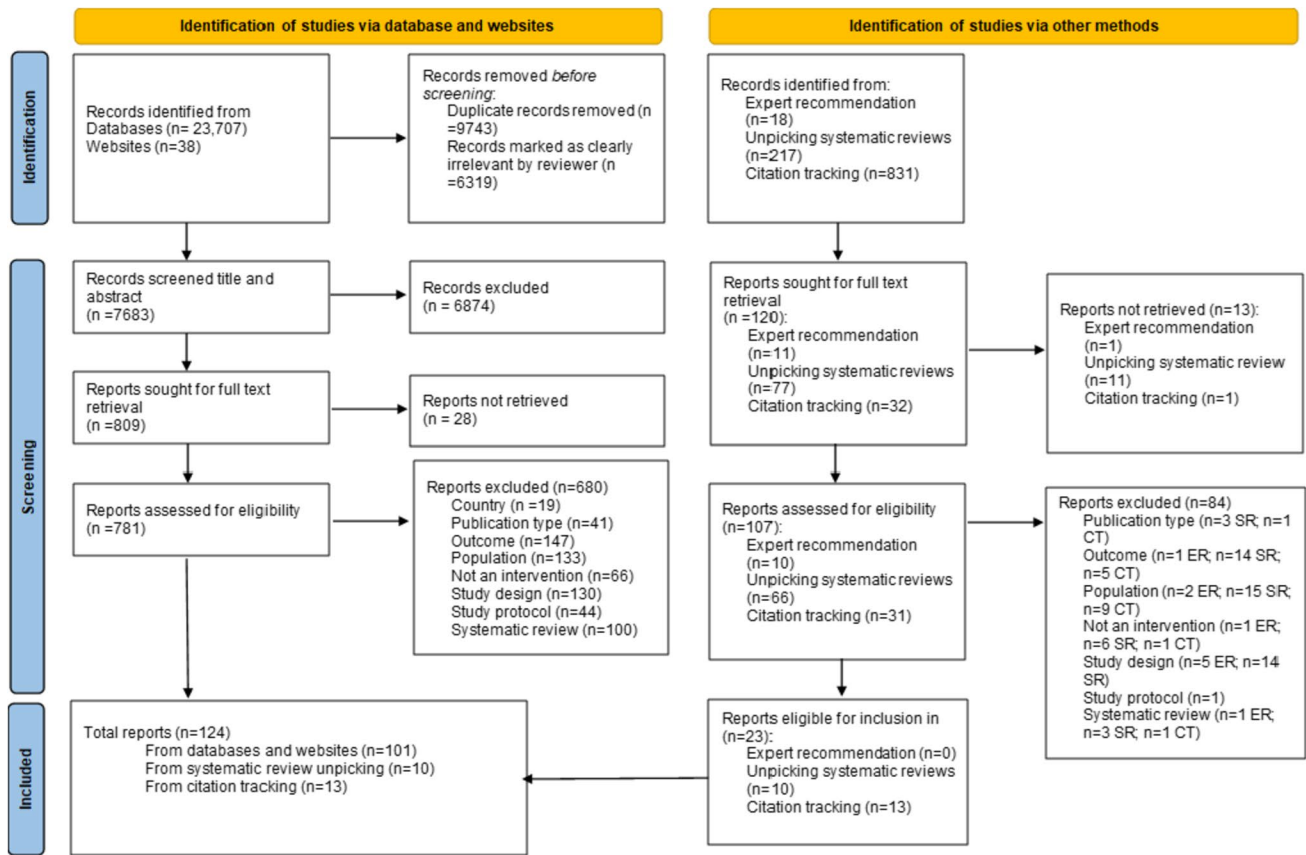 Identification of studies via database and websites
Identification of studies via other methods
Identification
Records identified from
Databases (n= 23,707)
Websites (n=38)
Records removed before
screening:
Duplicate records removed (n
=9743)
Records marked as clearly
irrelevant by reviewer (n
=6319)
Records identified from:
Expert recommendation
(n=18)
Unpicking systematic reviews
(n=217)
Citation tracking (n=831)
Screening
Records screened title and
abstract
(n =7683)
Records excluded
(n = 6874)
Reports sought for full text
retrieval
(n =120):
Expert recommendation
(n=11)
Unpicking systematic reviews
(n=77)
Citation tracking (n=32)
Reports not retrieved (n=13):
Expert recommendation
(n=1)
Unpicking systematic review
(n=11)
Citation tracking (n=1)
Reports sought for full text
retrieval
(n =809)
Reports not retrieved
(n = 28)
Reports assessed for eligibility
(n =781)
Reports excluded (n=680)
Country (n =19)
Publication type (n=41)
Outcome (n=147)
Population (n=133)
Not an intervention (n=66)
Study design (n=130)
Study protocol (n=44)
Systematic review (n=100)
Reports assessed for eligibility
(n=107):
Expert recommendation
(n=10)
Unpicking systematic reviews
(n=66)
Citation tracking (n=31)
Reports excluded (n=84)
Publication type (n=3 SR; n=1
CT)
Outcome (n=1 ER; n=14 SR;
n=5 CT)
Population (n=2 ER; n=15 SR;
n=9 CT)
Not an intervention (n=1 ER;
n=6 SR; n=1 CT)
Study design (n=5 ER; n=14
SR)
Study protocol (n=1)
Systematic review (n=1 ER;
n=3 SR; n=1 CT)
Included
Total reports (n=124)
From databases and websites (n=101)
From systematic review unpicking (n=10)
From citation tracking (n=13)
Reports eligible for inclusion in
(n=23):
Expert recommendation (n=0)
Unpicking systematic reviews
(n=10)
Citation tracking (n=13)